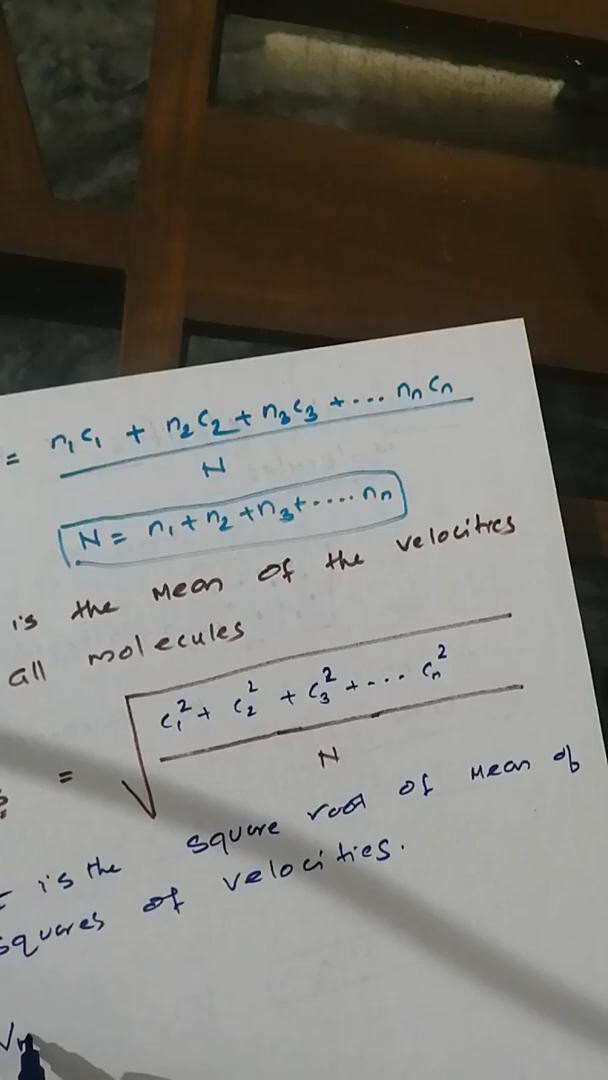 = n₁c₁ + n₂c₂ + n₃c₃ + .... nₙcₙ
N
N = n₁ + n₂ + n₃ + ..... nₙ
is the Mean of the velocities
all molecules
= √ c₁² + c₂² + c₃² + ... cₙ²
N
is the square root of Mean of
squares of velocities.